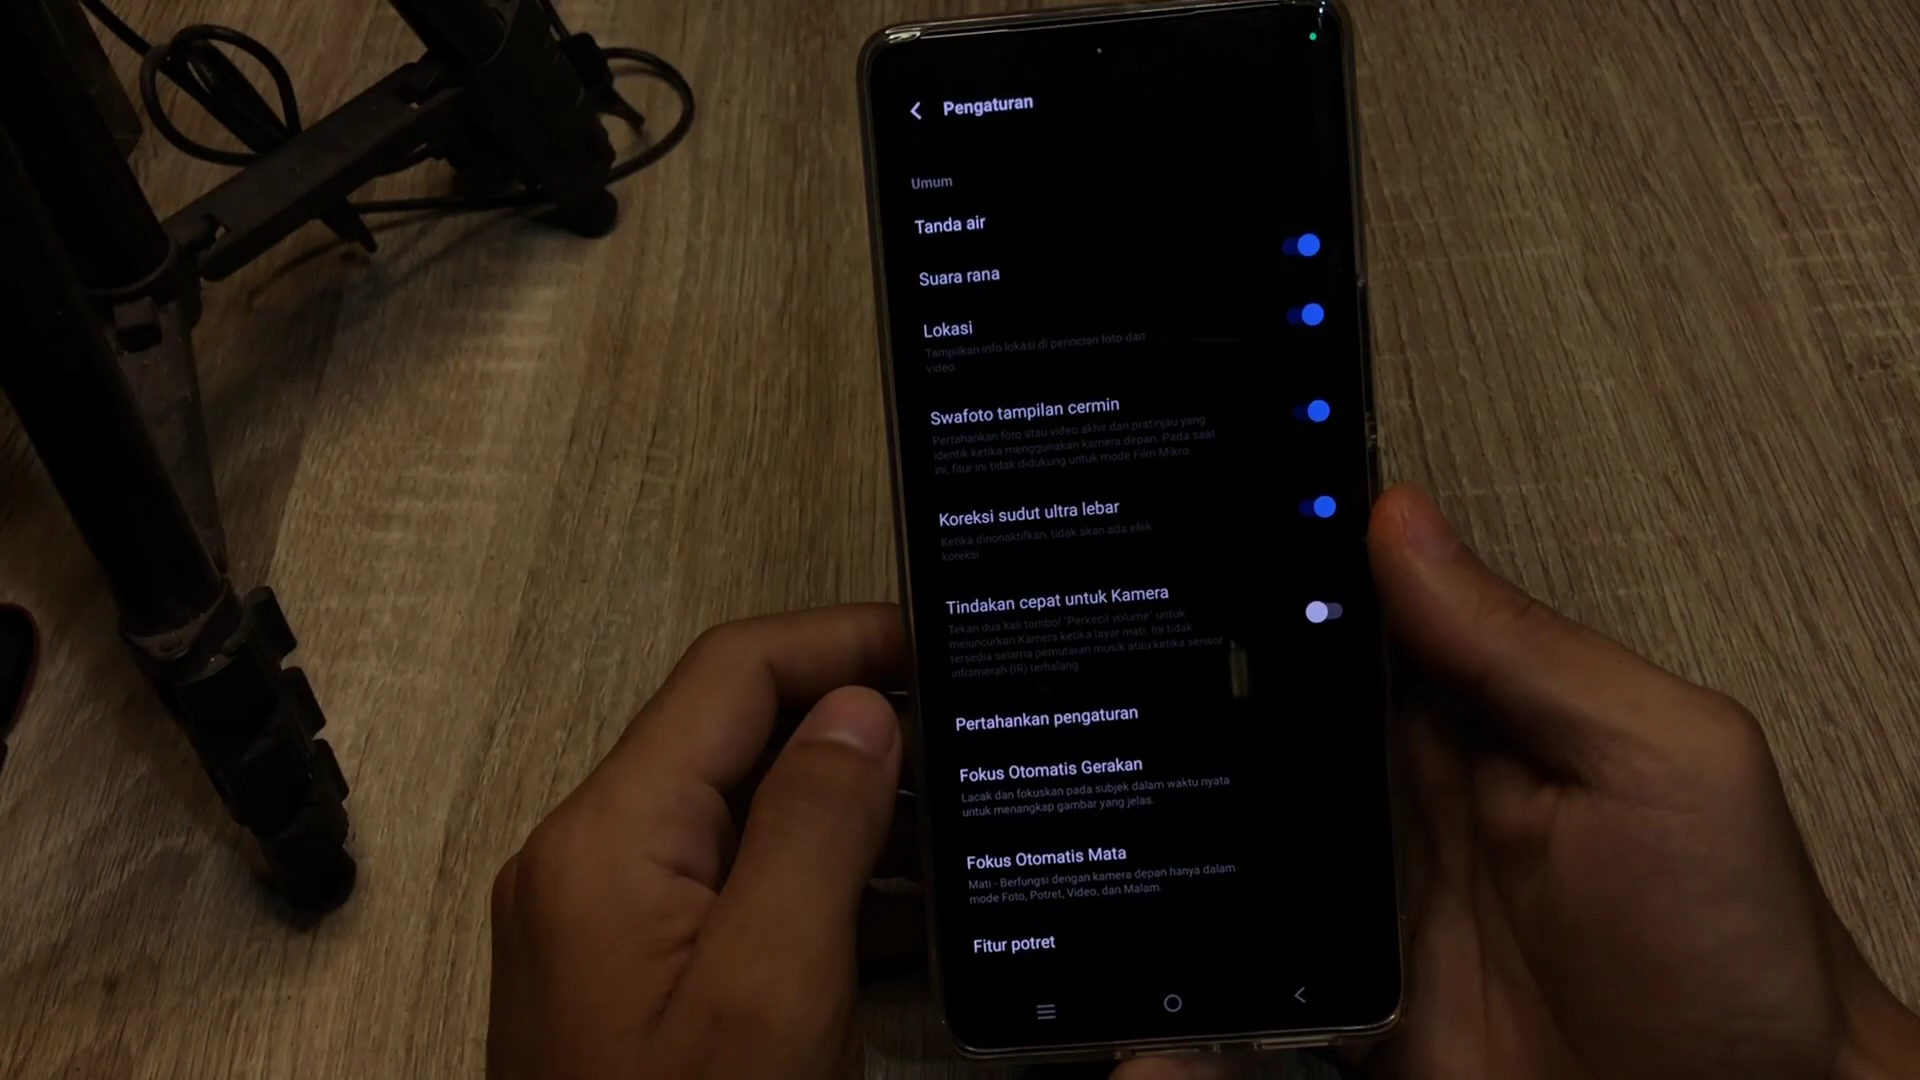 Pengaturan
Umum
Tanda air
Suara rana
Lokasi
Tampilkan info lokasi di perincian foto dan
video.
Swafoto tampilan cermin
Pertahankan foto atau video akhir dan pratinjau yang
identik ketika menggunakan kamera depan. Pada saat
ini, fitur ini tidak didukung untuk mode Film Mikro.
Koreksi sudut ultra lebar
Ketika dinonaktifkan, tidak akan ada efek
koreksi.
Tindakan cepat untuk Kamera
Tekan dua kali tombol "Perkecil volume" untuk
meluncurkan Kamera ketika layar mati. Ini tidak
tersedia selama pemutaran musik atau ketika sensor
inframerah (IR) terhalang.
Pertahankan pengaturan
Fokus Otomatis Gerakan
Lacak dan fokuskan pada subjek dalam waktu nyata
untuk menangkap gambar yang jelas.
Fokus Otomatis Mata
Mati - Berfungsi dengan kamera depan hanya dalam
mode Foto, Potret, Video, dan Malam.
Fitur potret